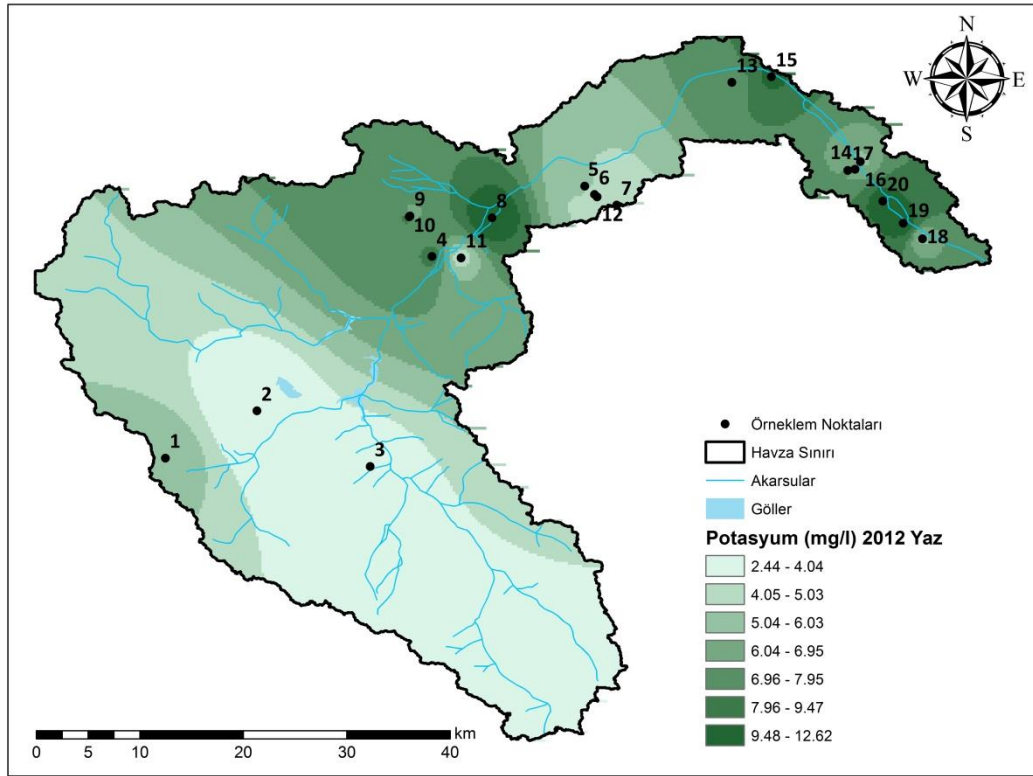 N
W E
S
13 15
14 17
16 20
19
18
5
6
7
12
9
10
8
4 11
2
1
3
Örneklem Noktaları
Havza Sınırı
Akarsular
Göller
Potasyum (mg/l) 2012 Yaz
2.44 - 4.04
4.05 - 5.03
5.04 - 6.03
6.04 - 6.95
6.96 - 7.95
7.96 - 9.47
9.48 - 12.62
km
0 5 10 20 30 40